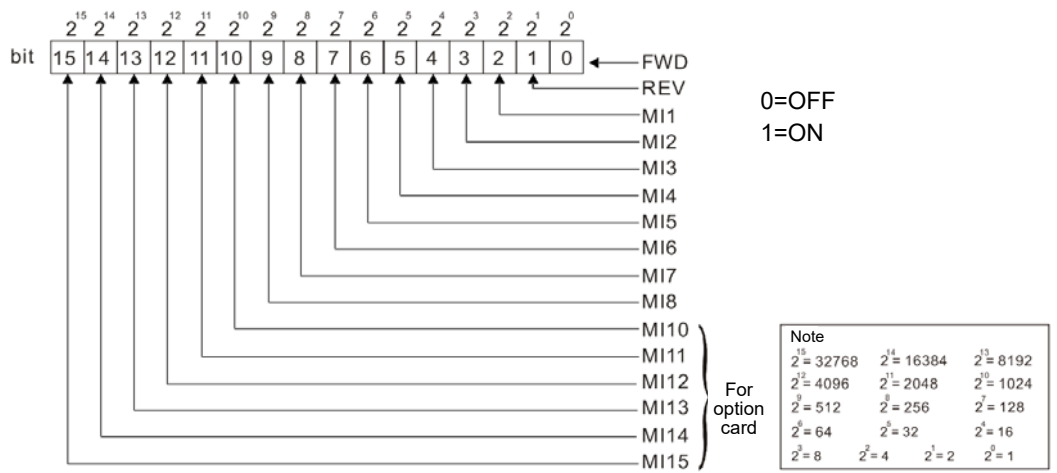 2^15 2^14 2^13 2^12 2^11 2^10 2^9 2^8 2^7 2^6 2^5 2^4 2^3 2^2 2^1 2^0
bit 15 14 13 12 11 10 9 8 7 6 5 4 3 2 1 0 FWD
REV
MI1
MI2
MI3
MI4
MI5
MI6
MI7
MI8
MI10
MI11
MI12
MI13
MI14
MI15
For
option
card
0=OFF
1=ON
Note
2^15 = 32768 2^14 = 16384 2^13 = 8192
2^12 = 4096 2^11 = 2048 2^10 = 1024
2^9 = 512 2^8 = 256 2^7 = 128
2^6 = 64 2^5 = 32 2^4 = 16
2^3 = 8 2^2 = 4 2^1 = 2 2^0 = 1